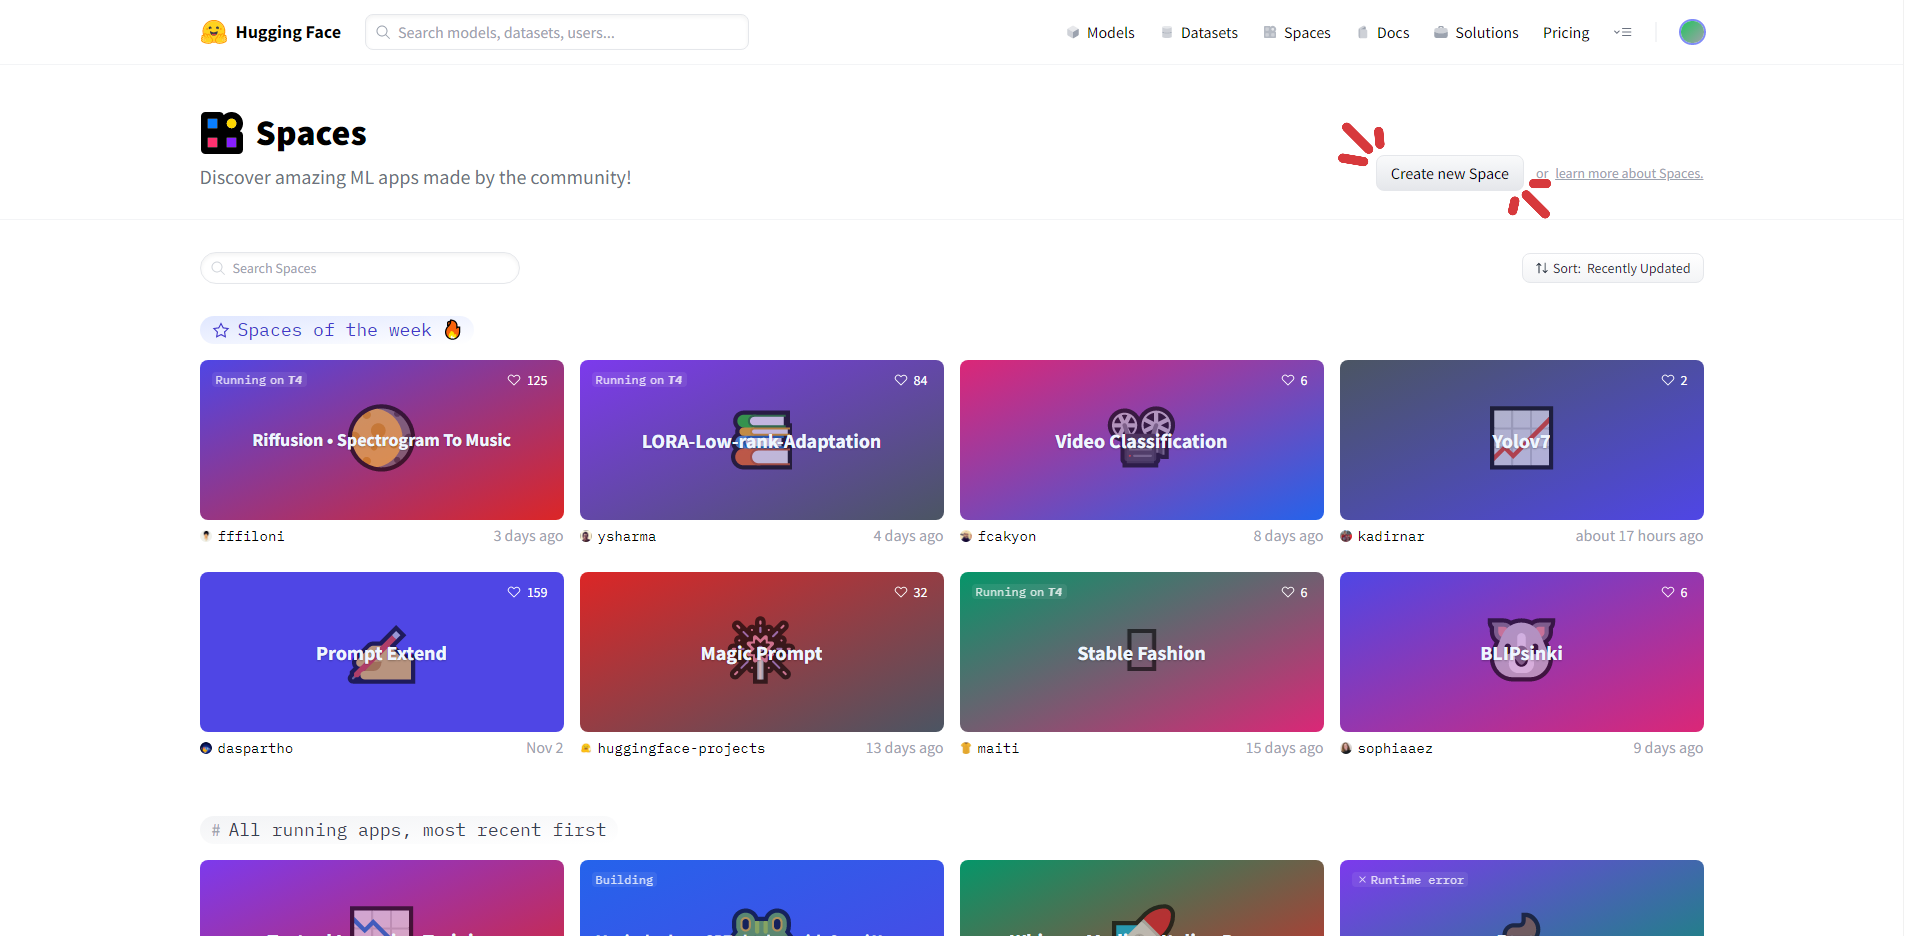 Hugging Face
Search models, datasets, users...
Models
Datasets
Spaces
Docs
Solutions
Pricing
Spaces
Discover amazing ML apps made by the community!
Create new Space
or learn more about Spaces.
Search Spaces
Sort: Recently Updated
Spaces of the week 🔥
Running on T4
125
Riffusion • Spectrogram To Music
fffiloni
3 days ago
Running on T4
84
LORA-Low-rank-Adaptation
ysharma
4 days ago
6
Video Classification
fcakyon
8 days ago
2
Yolov7
kadirnar
about 17 hours ago
159
Prompt Extend
daspartho
Nov 2
32
Magic Prompt
huggingface-projects
13 days ago
Running on T4
6
Stable Fashion
maiti
15 days ago
6
BLIPsinki
sophiaaez
9 days ago
# All running apps, most recent first
Building
× Runtime error